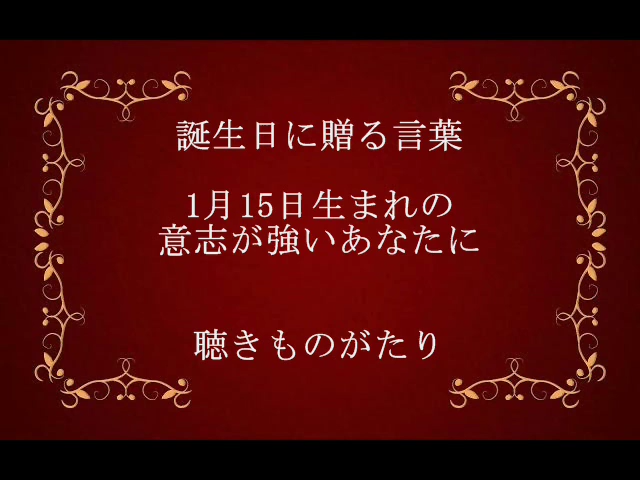 誕生日に贈る言葉
1月15日生まれの
意志が強いあなたに
聴きものがたり